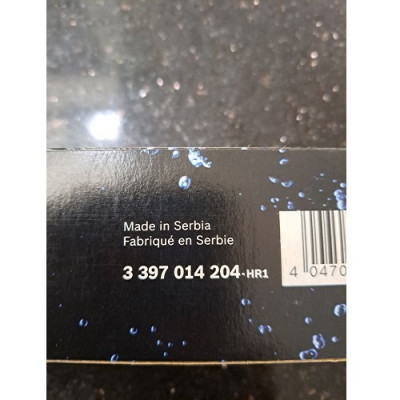 Made in Serbia
Fabriqué en Serbie
3 397 014 204-HR1
4 0470